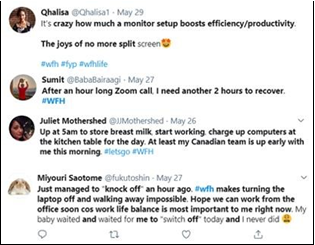 Qhalisa @Qhalisa1 · May 29
It's crazy how much a monitor setup boosts efficiency/productivity.
The joys of no more split screen🤩
#wfh #fyp #wfhlife
Sumit @BabaBairaagi · May 27
After an hour long Zoom call, I need another 2 hours to recover.
#WFH
Juliet Mothershed @JJMothershed · May 26
Up at 5am to store breast milk, start working, charge up computers at
the kitchen table for the day. At least my Canadian team is up early with
me this morning. #letsgo #WFH
Miyouri Saotome @fukutoshin · May 27
Just managed to "knock off" an hour ago. #wfh makes turning the
laptop off and walking away impossible. Hope we can work from the
office soon cos work life balance is most important to me right now. My
baby waited and waited for me to "switch off" today and I never did 😩